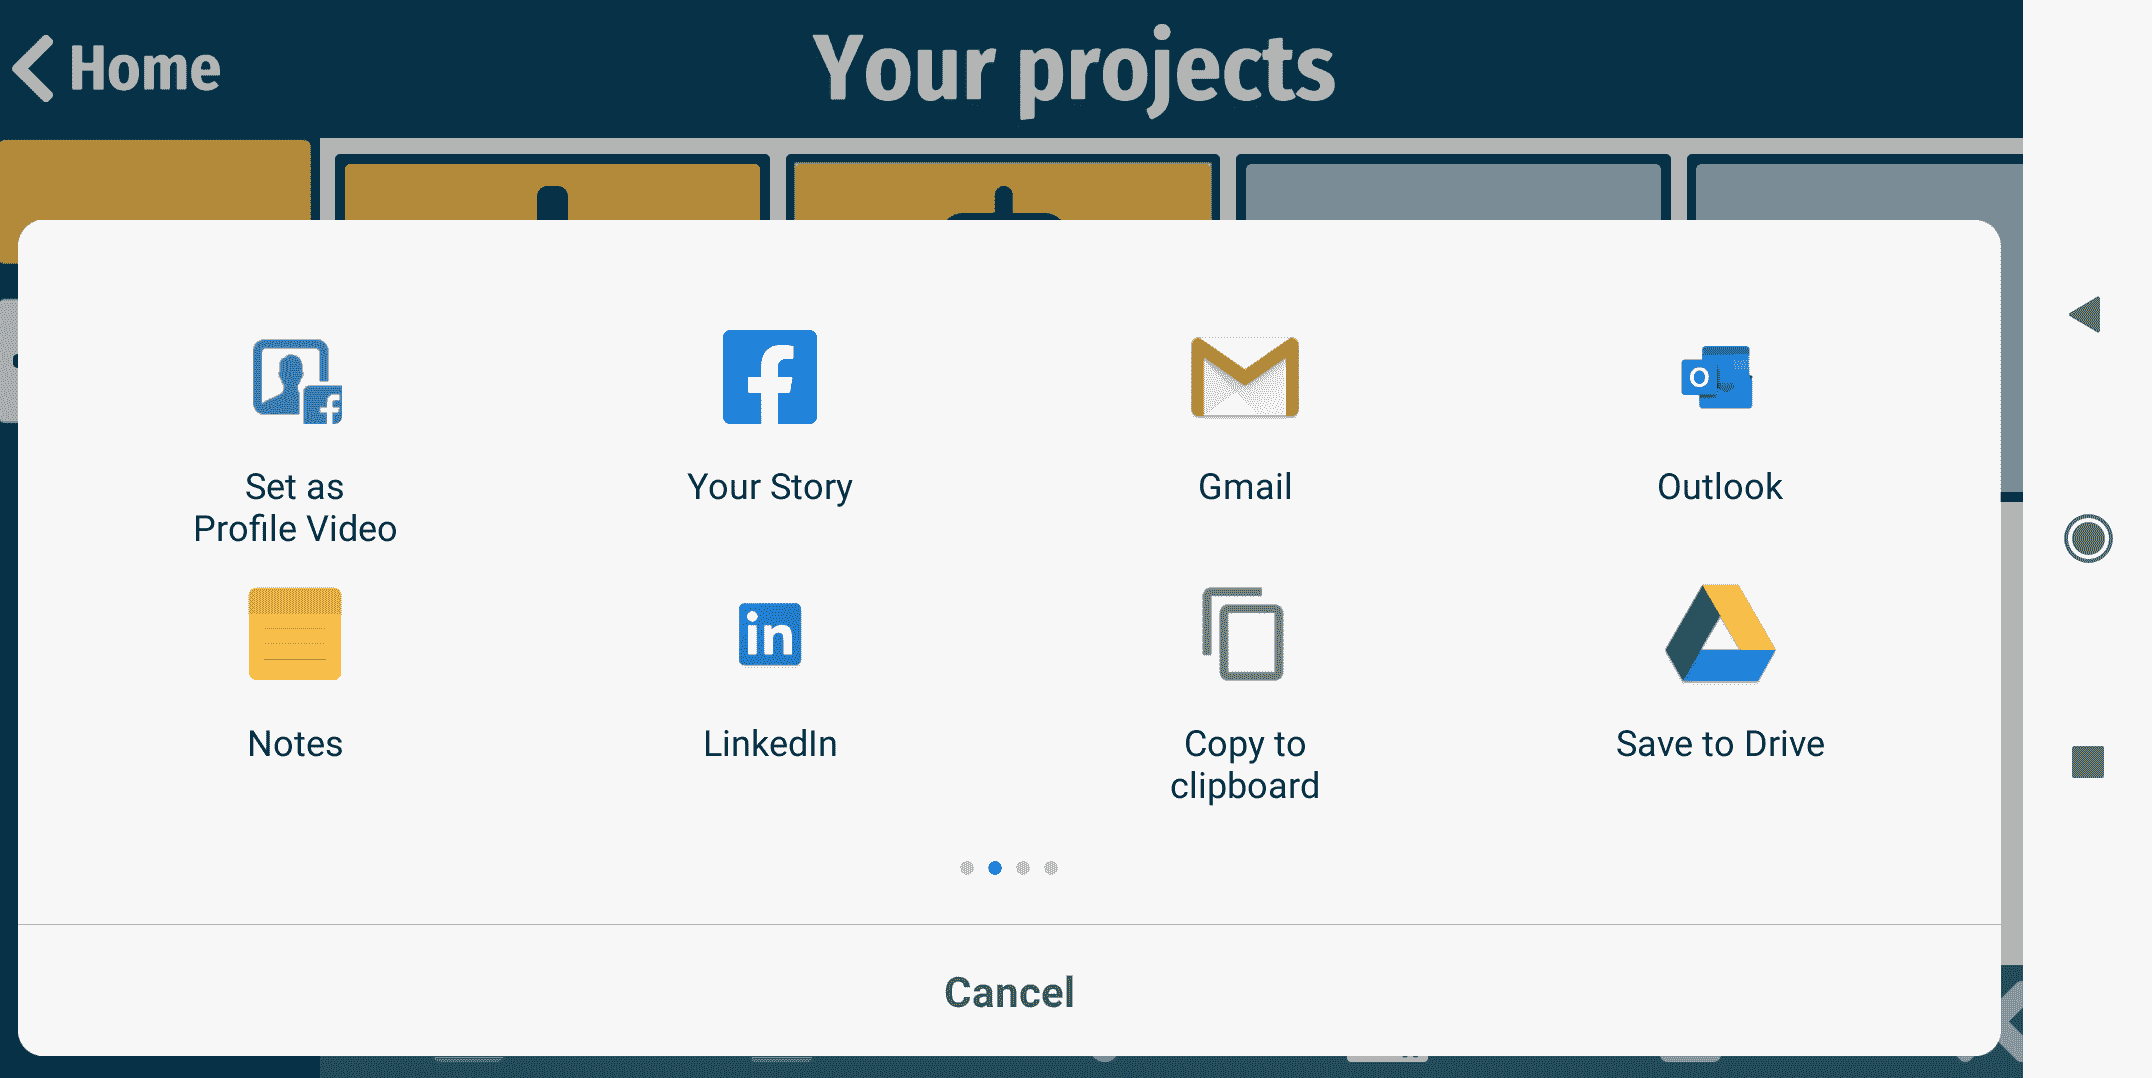 Home
Your projects
Set as
Profile Video
Your Story
Gmail
Outlook
Notes
LinkedIn
Copy to
clipboard
Save to Drive
Cancel